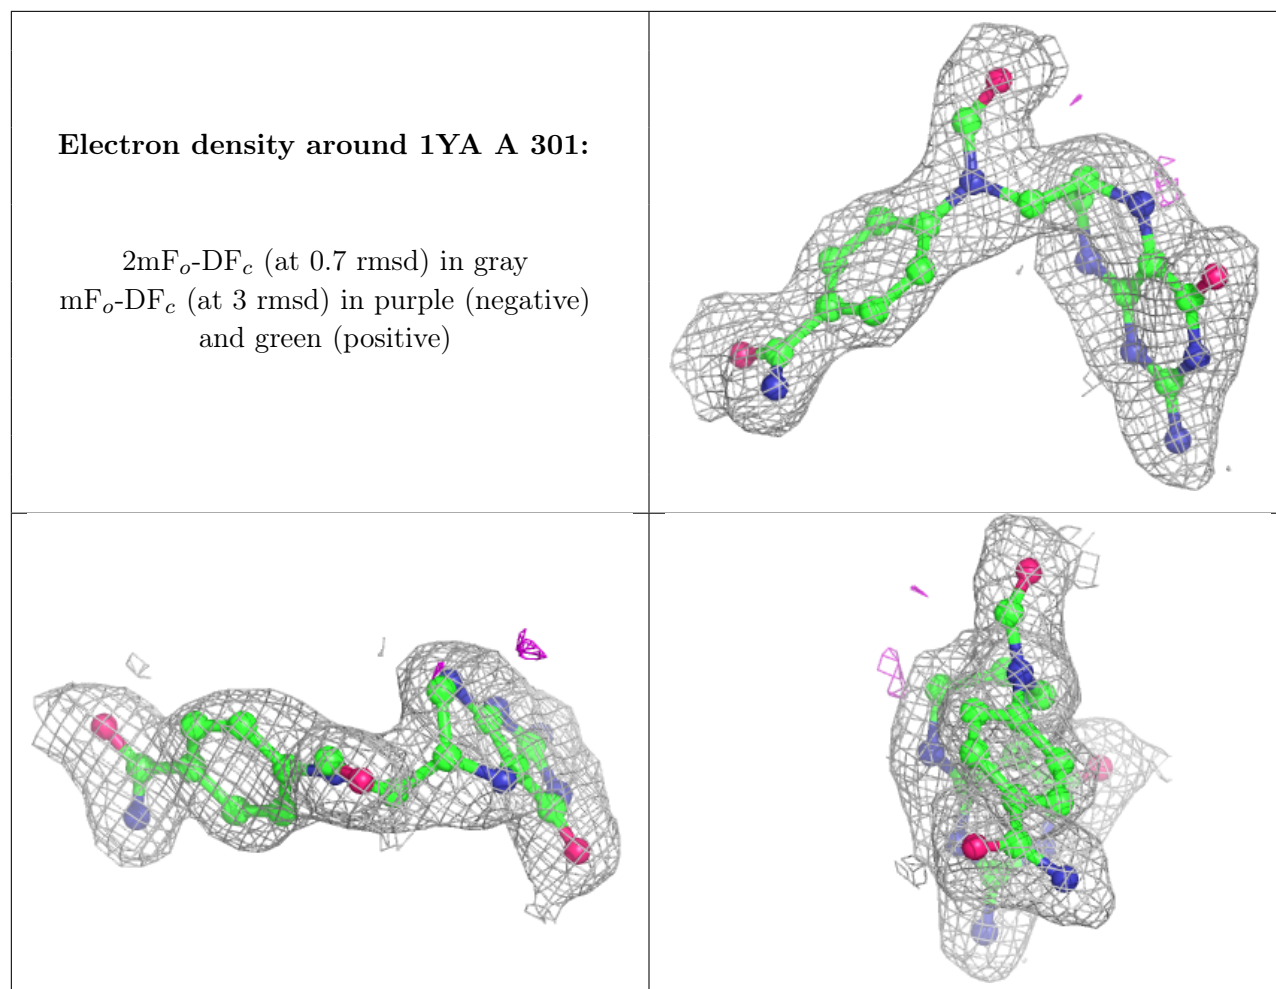 Electron density around 1YA A 301:
2mFₒ-DF𝒸 (at 0.7 rmsd) in gray
mFₒ-DF𝒸 (at 3 rmsd) in purple (negative)
and green (positive)